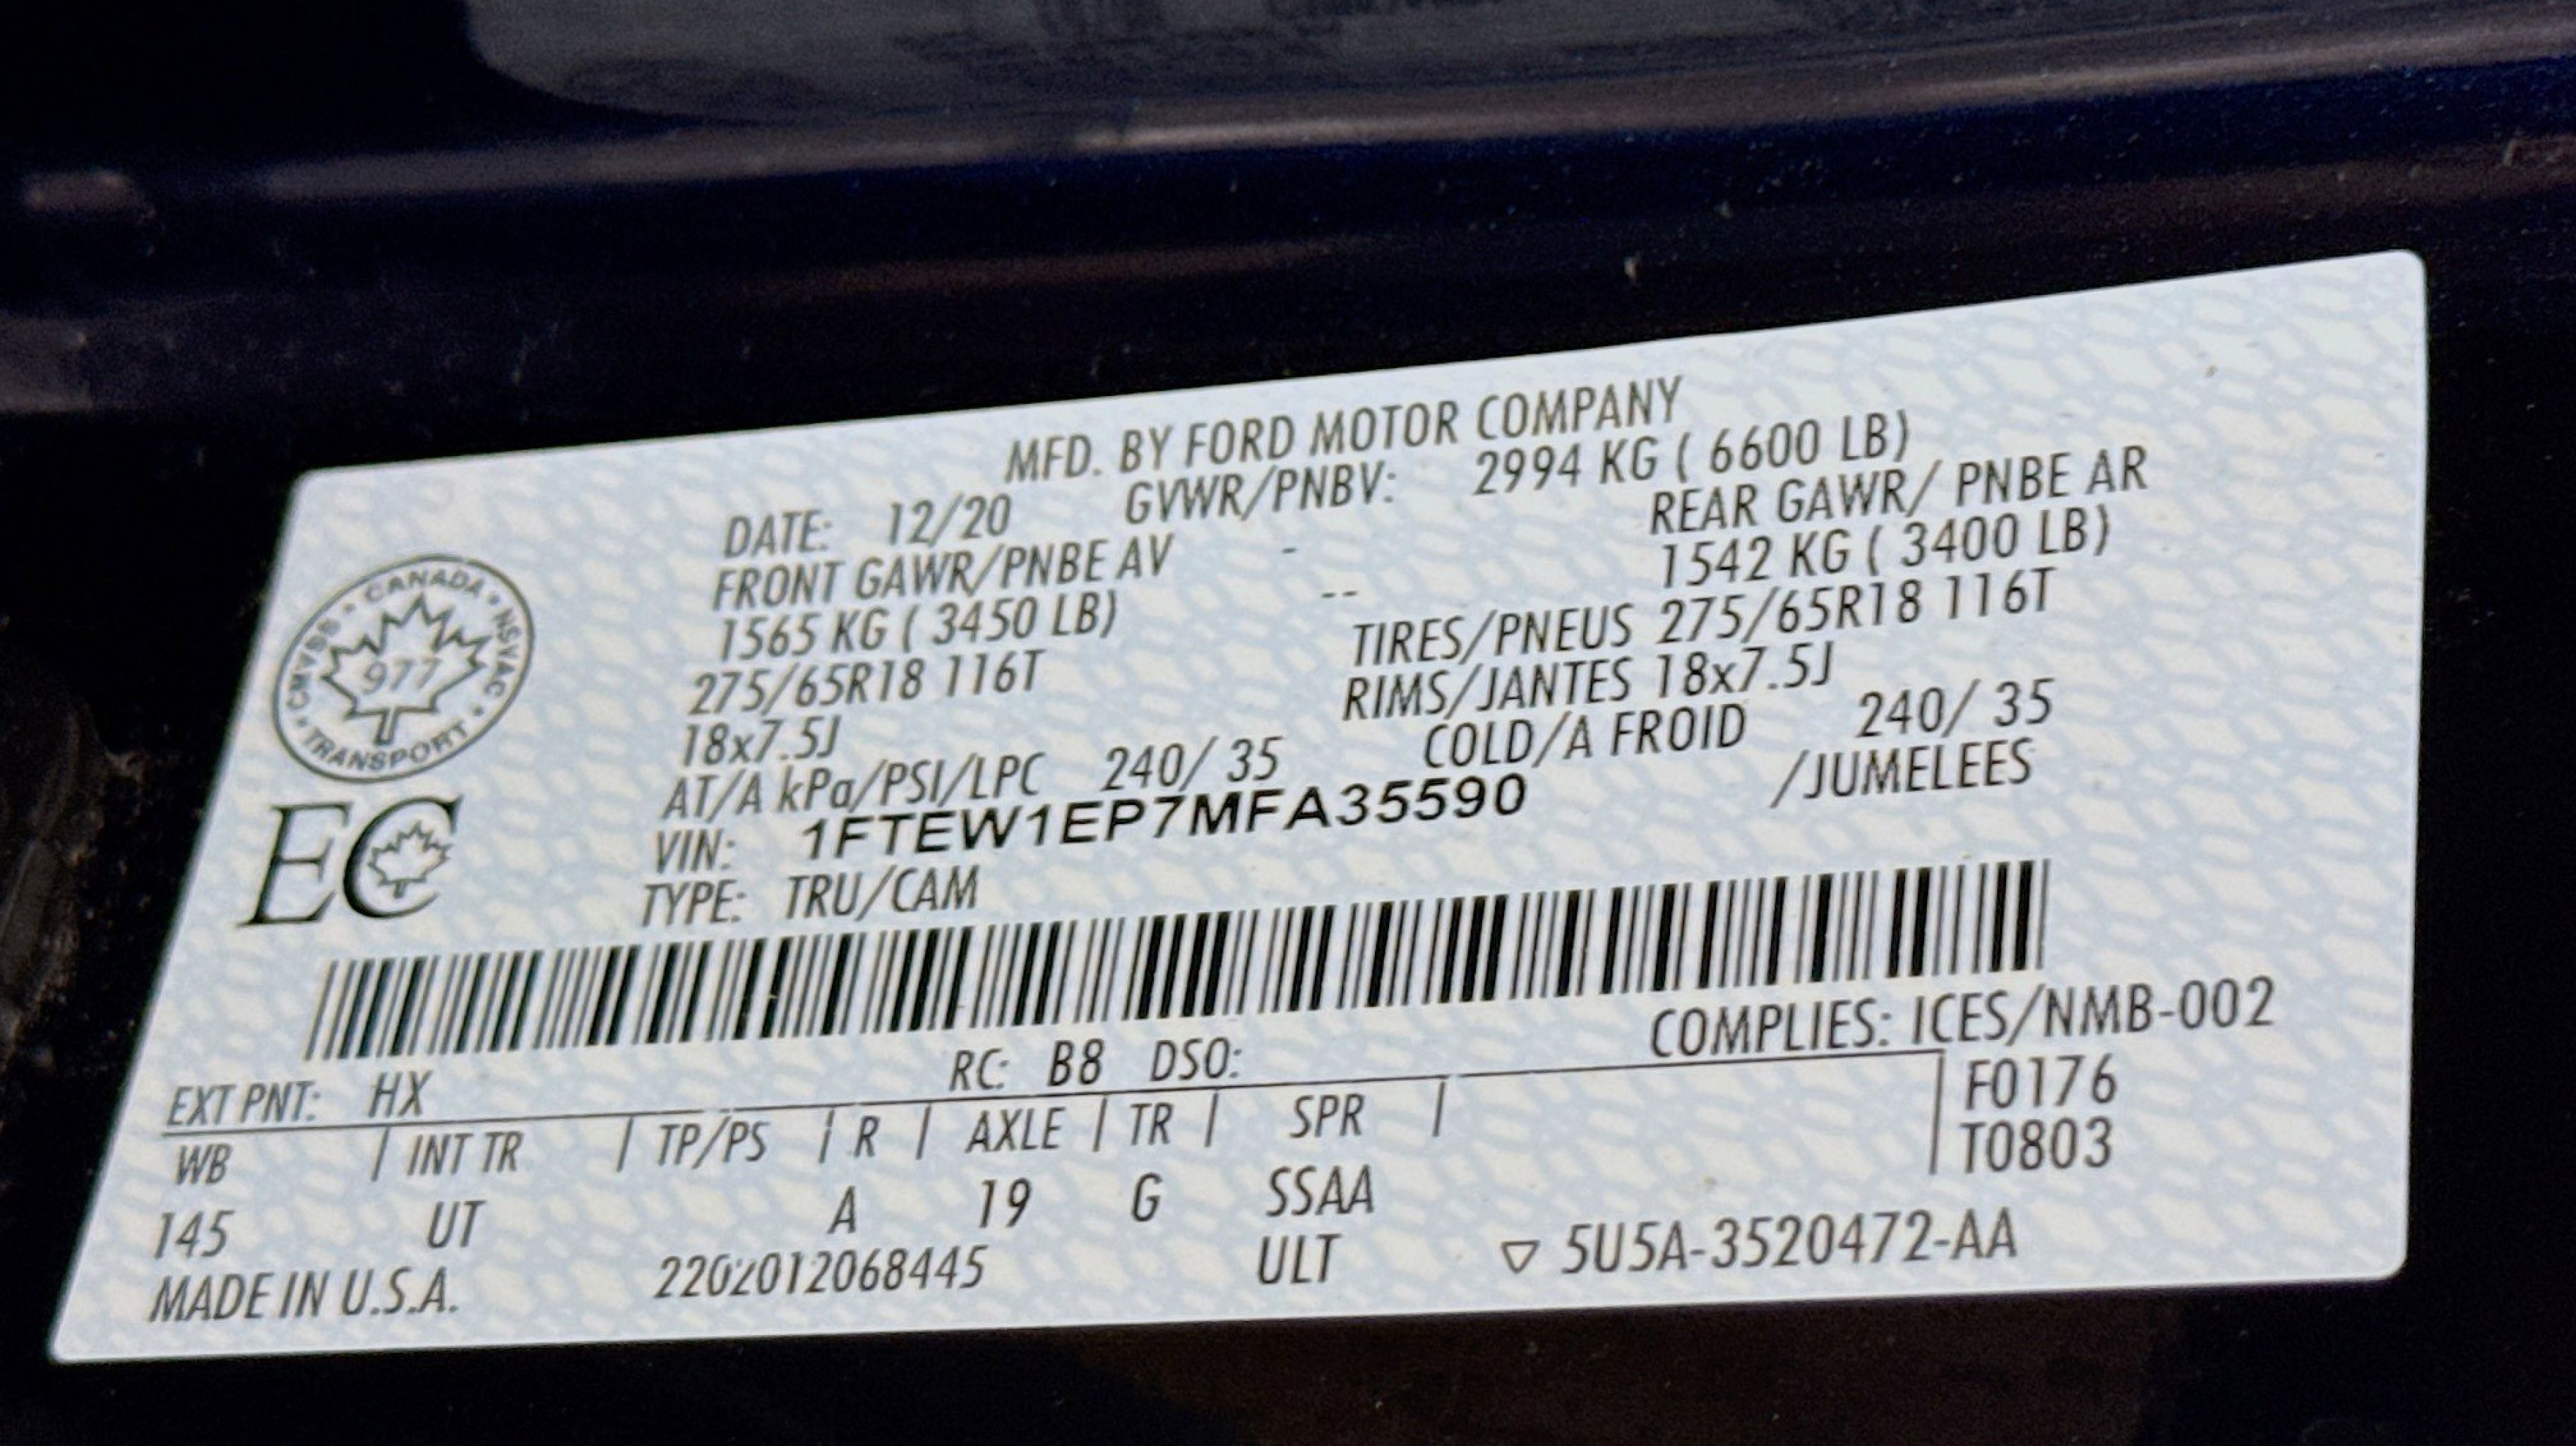 MFD. BY FORD MOTOR COMPANY
DATE: 12/20 GVWR/PNBV: 2994 KG ( 6600 LB)
FRONT GAWR/PNBE AV - REAR GAWR/ PNBE AR
1565 KG ( 3450 LB) -- 1542 KG ( 3400 LB)
275/65R18 116T TIRES/PNEUS 275/65R18 116T
18x7.5J RIMS/JANTES 18x7.5J
AT/A kPa/PSI/LPC 240/ 35 COLD/A FROID 240/ 35
VIN: 1FTEW1EP7MFA35590 /JUMELEES
TYPE: TRU/CAM
CANADA • NSVAC • TRANSPORT • CMVSS •
977
EC
COMPLIES: ICES/NMB-002
EXT PNT: HX RC: B8 DSO:
F0176
WB | INT TR | TP/PS | R | AXLE | TR | SPR |
T0803
145 UT A 19 G SSAA
MADE IN U.S.A. 2202012068445 ULT ▽ 5U5A-3520472-AA